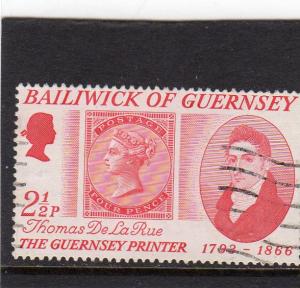 BAILIWICK OF GUERNSEY
POSTAGE
FOUR PENCE
2½P
Thomas De La Rue
THE GUERNSEY PRINTER 1793 - 1866